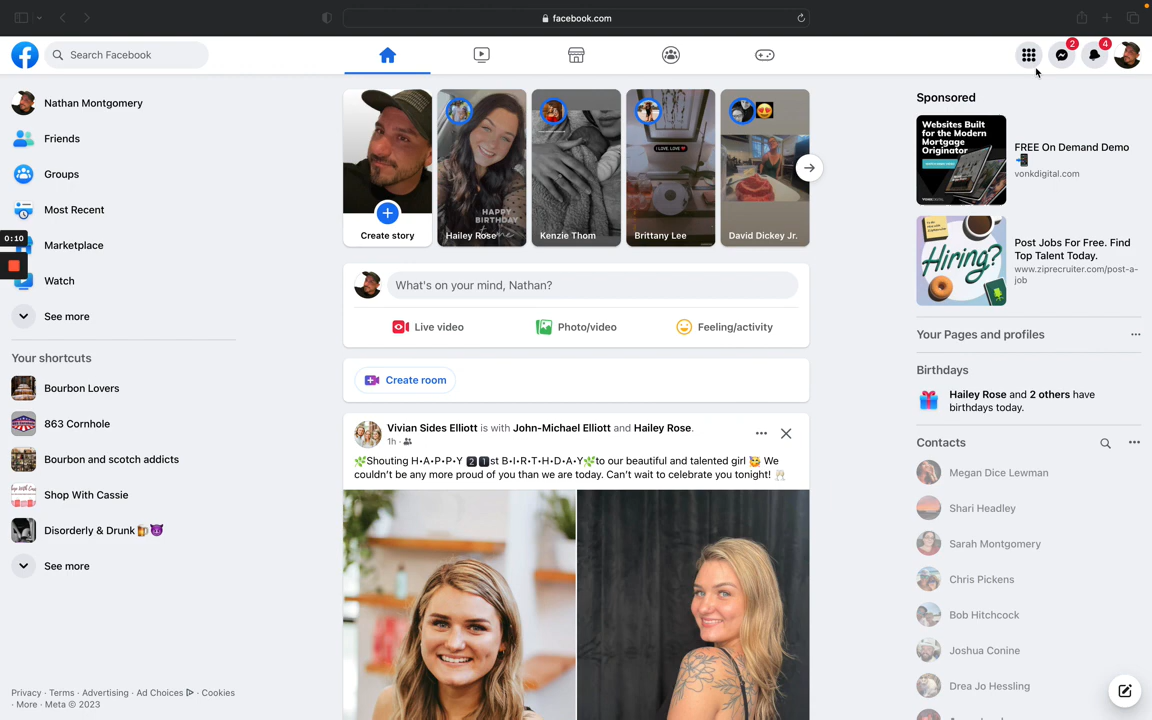 facebook.com
Search Facebook
2
4
Nathan Montgomery
Friends
Groups
Most Recent
0:10
Marketplace
Watch
See more
Your shortcuts
Bourbon Lovers
863 Cornhole
Bourbon and scotch addicts
Shop With Cassie
Disorderly & Drunk🍻😈
See more
Privacy · Terms · Advertising · Ad Choices · Cookies
· More · Meta © 2023
Create story
HAPPY
BIRTHDAY
Hailey Rose
Kenzie Thom
I LOVE, LOVE ❤️
Brittany Lee
😍
David Dickey Jr.
What's on your mind, Nathan?
Live video
Photo/video
Feeling/activity
Create room
Vivian Sides Elliott is with John-Michael Elliott and Hailey Rose.
1h ·
🌿Shouting H•A•P•P•Y 2️⃣1️⃣st B•I•R•T•H•D•A•Y🌿to our beautiful and talented girl 🥰 We
couldn't be any more proud of you than we are today. Can't wait to celebrate you tonight! 🥂
Sponsored
Websites Built
for the Modern
Mortgage
Originator
FREE On Demand Demo
📲
vonkdigital.com
Hiring?
Post Jobs For Free. Find
Top Talent Today.
www.ziprecruiter.com/post-a-
job
Your Pages and profiles
Birthdays
Hailey Rose and 2 others have
birthdays today.
Contacts
Megan Dice Lewman
Shari Headley
Sarah Montgomery
Chris Pickens
Bob Hitchcock
Joshua Conine
Drea Jo Hessling